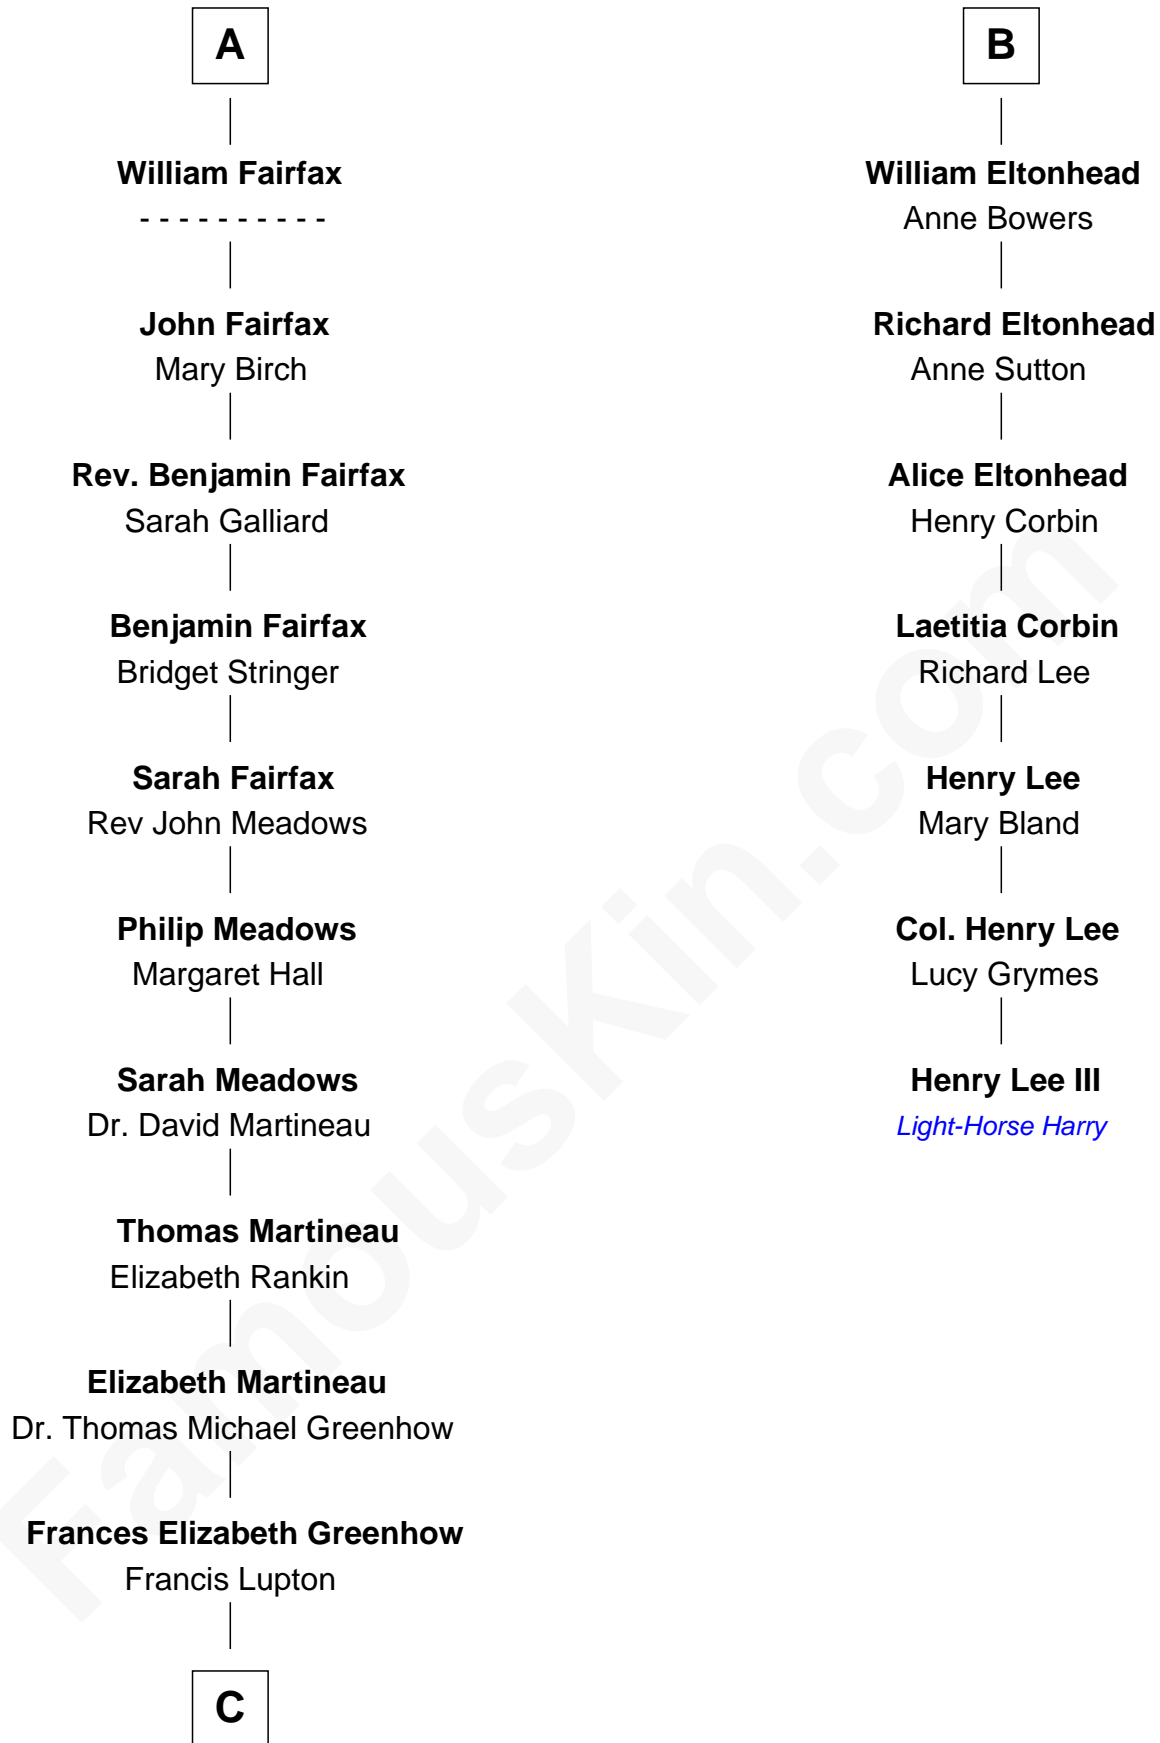 A
William Fairfax
- - - - - - - - - -
John Fairfax
Mary Birch
Rev. Benjamin Fairfax
Sarah Galliard
Benjamin Fairfax
Bridget Stringer
Sarah Fairfax
Rev John Meadows
Philip Meadows
Margaret Hall
Sarah Meadows
Dr. David Martineau
Thomas Martineau
Elizabeth Rankin
Elizabeth Martineau
Dr. Thomas Michael Greenhow
Frances Elizabeth Greenhow
Francis Lupton
C
B
William Eltonhead
Anne Bowers
Richard Eltonhead
Anne Sutton
Alice Eltonhead
Henry Corbin
Laetitia Corbin
Richard Lee
Henry Lee
Mary Bland
Col. Henry Lee
Lucy Grymes
Henry Lee III
Light-Horse Harry
FamousKin.com